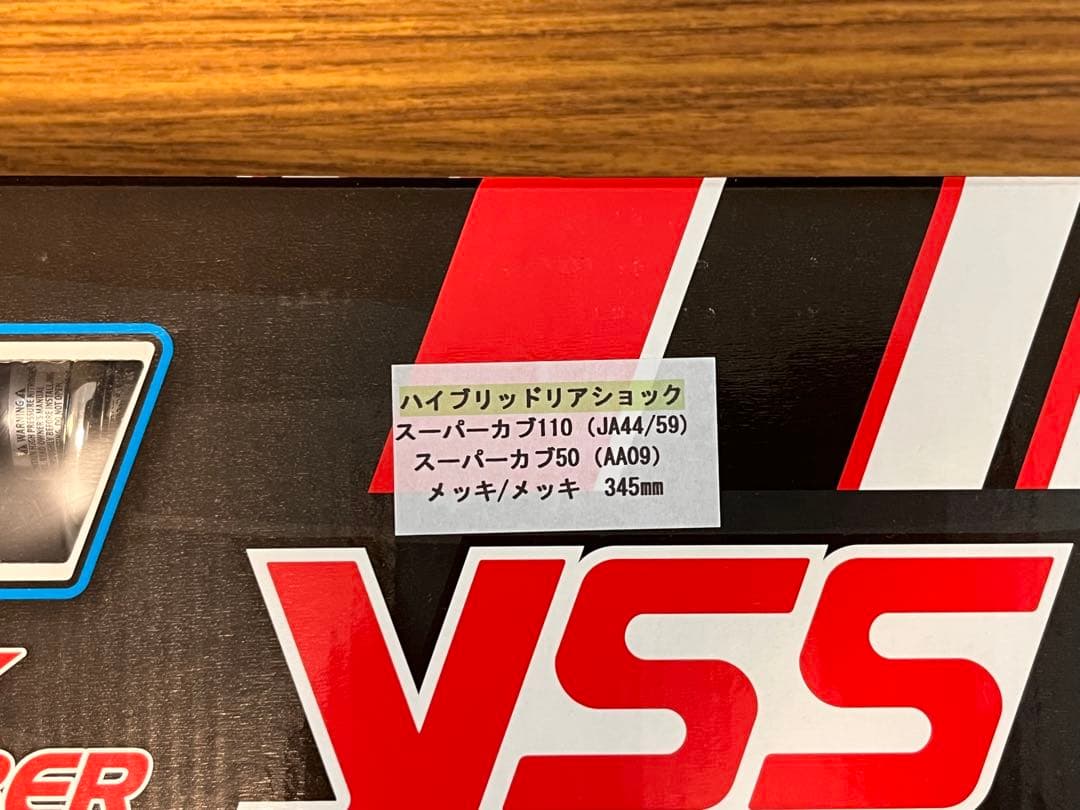 ハイブリッドリアショック
スーパーカブ110（JA44/59）
スーパーカブ50（AA09）
メッキ/メッキ　345mm
⚠WARNING⚠
YSS